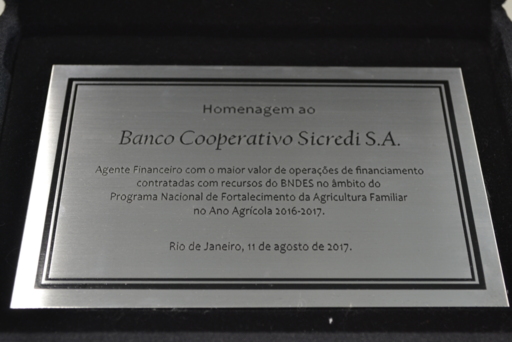 Homenagem ao
Banco Cooperativo Sicredi S.A.
Agente Financeiro com o maior valor de operações de financiamento
contratadas com recursos do BNDES no âmbito do
Programa Nacional de Fortalecimento da Agricultura Familiar
no Ano Agrícola 2016-2017.
Rio de Janeiro, 11 de agosto de 2017.